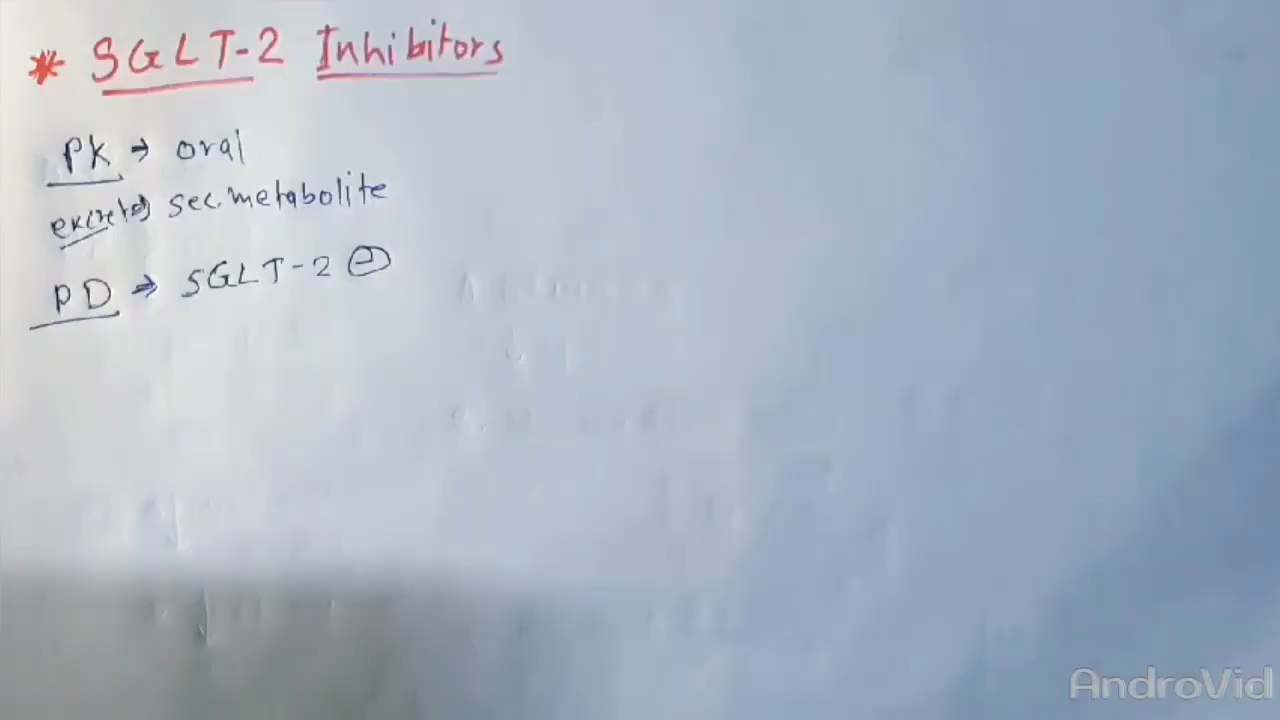 * SGLT-2 Inhibitors
PK → oral
excreted sec. metabolite
PD → SGLT-2 ⊖
AndroVid